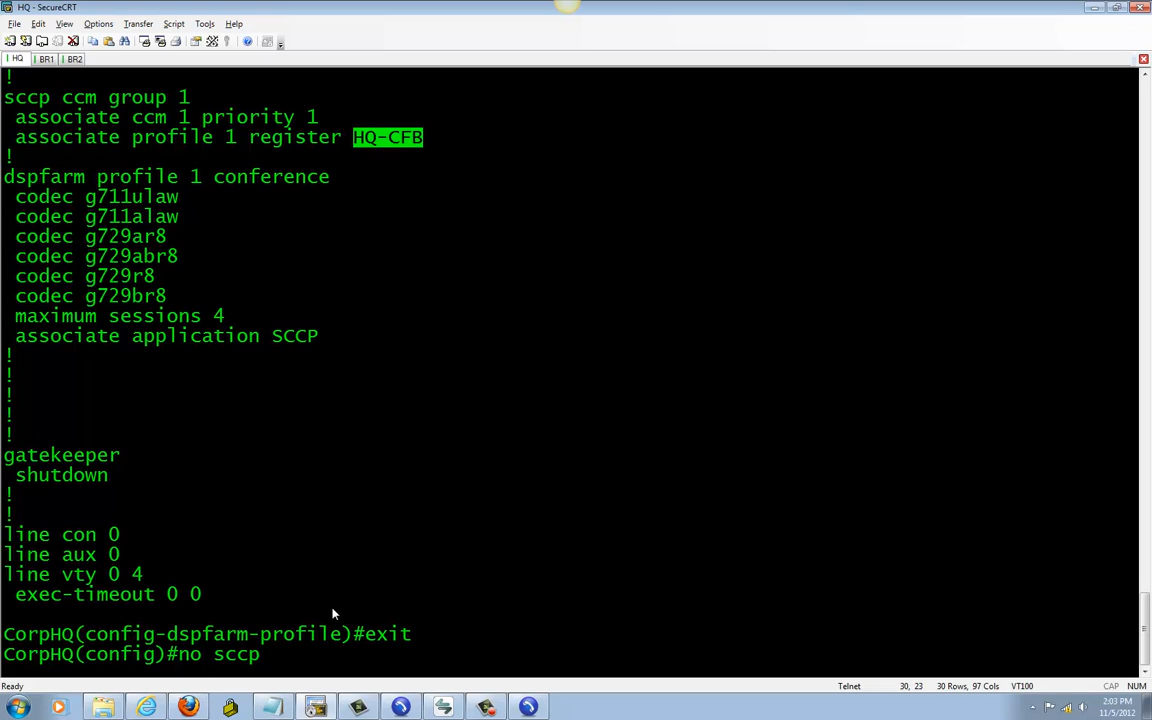 HQ - SecureCRT
File Edit View Options Transfer Script Tools Help
HQ BR1 BR2
!
sccp ccm group 1
associate ccm 1 priority 1
associate profile 1 register HQ-CFB
!
dspfarm profile 1 conference
codec g711ulaw
codec g711alaw
codec g729ar8
codec g729abr8
codec g729r8
codec g729br8
maximum sessions 4
associate application SCCP
!
!
!
!
!
gatekeeper
shutdown
!
!
line con 0
line aux 0
line vty 0 4
exec-timeout 0 0
CorpHQ(config-dspfarm-profile)#exit
CorpHQ(config)#no sccp
Ready Telnet 30, 23 30 Rows, 97 Cols VT100 CAP NUM
2:03 PM
11/5/2012